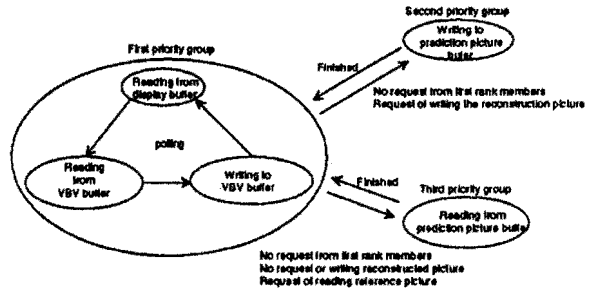 Second priority group
Writing to
prediction picture
bufer
First priority group
Finished
Reading from
display buffer
No request from first rank members
Request of writing the reconstruction picture
polling
Reading
from
VBV buffer
Writing to
VBV buffer
Finished
Third priority group
Reading from
prediction picture buffer
No request from first rank members
No request or writing reconstructed picture
Request of reading reference picture